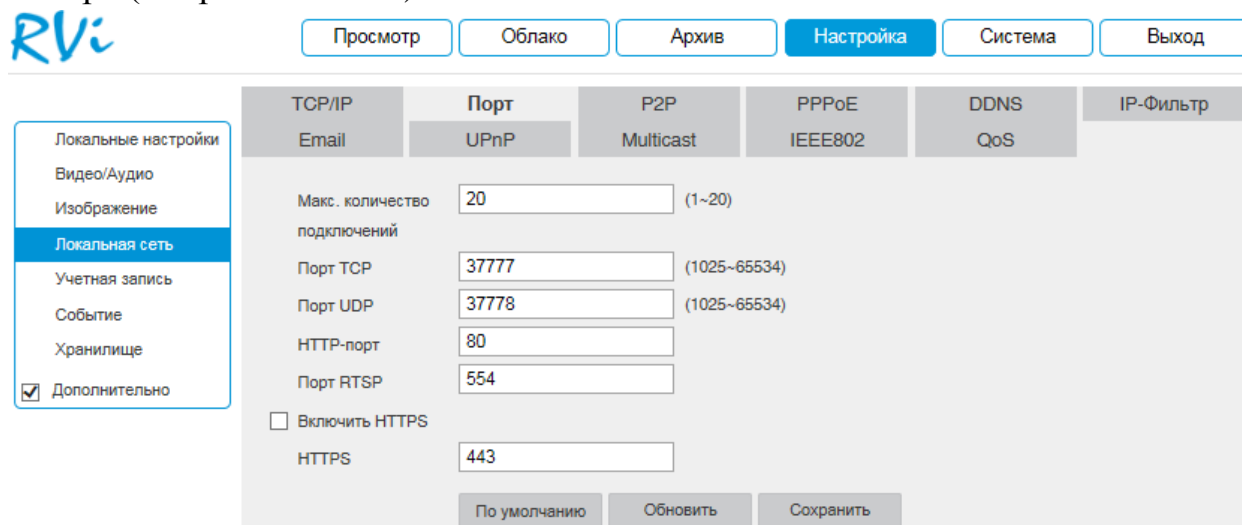 RVi
Просмотр Облако Архив Настройка Система Выход
TCP/IP Порт P2P PPPoE DDNS IP-Фильтр
Email UPnP Multicast IEEE802 QoS
Локальные настройки
Видео/Аудио
Изображение
Локальная сеть
Учетная запись
Событие
Хранилище
Дополнительно
Макс. количество подключений 20 (1~20)
Порт TCP 37777 (1025~65534)
Порт UDP 37778 (1025~65534)
HTTP-порт 80
Порт RTSP 554
Включить HTTPS
HTTPS 443
По умолчанию Обновить Сохранить